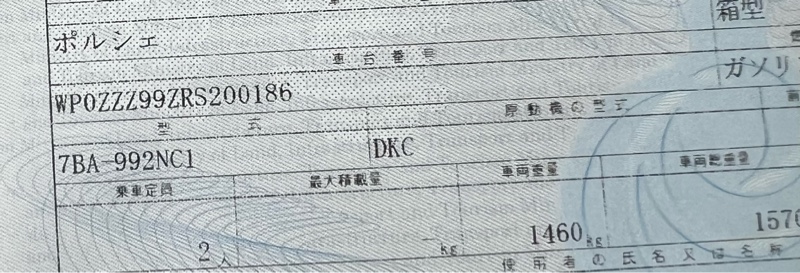 箱型
ポルシェ
車台番号
WP0ZZZ99ZRS200186
ガソリ
型式 原動機の型式
7BA-992NC1 DKC
乗車定員 最大積載量 車両重量 車両総重量
2人 -kg 1460kg 1570
使用者の氏名又は名称